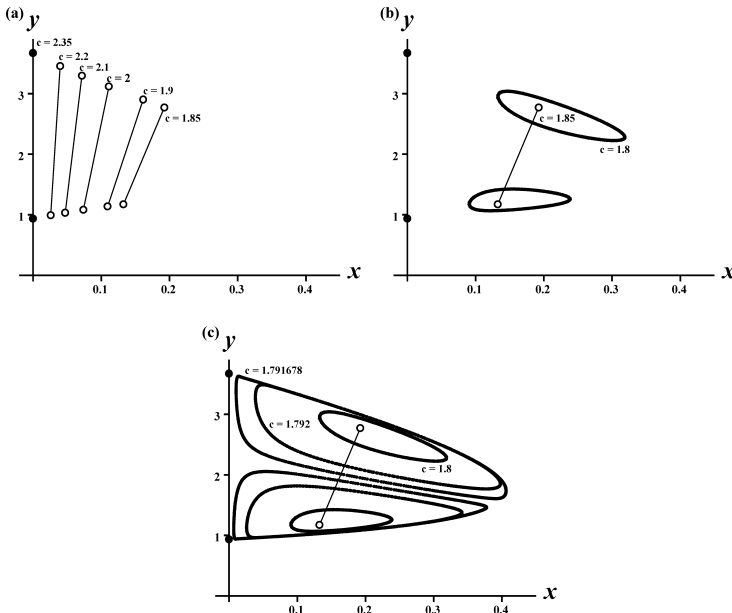 (a) y
c = 2.35
c = 2.2
c = 2.1
c = 2
c = 1.9
c = 1.85
3
2
1
0.1 0.2 0.3 0.4 x
(b) y
c = 1.85
c = 1.8
3
2
1
0.1 0.2 0.3 0.4 x
(c) y
c = 1.791678
c = 1.792
c = 1.8
3
2
1
0.1 0.2 0.3 0.4 x